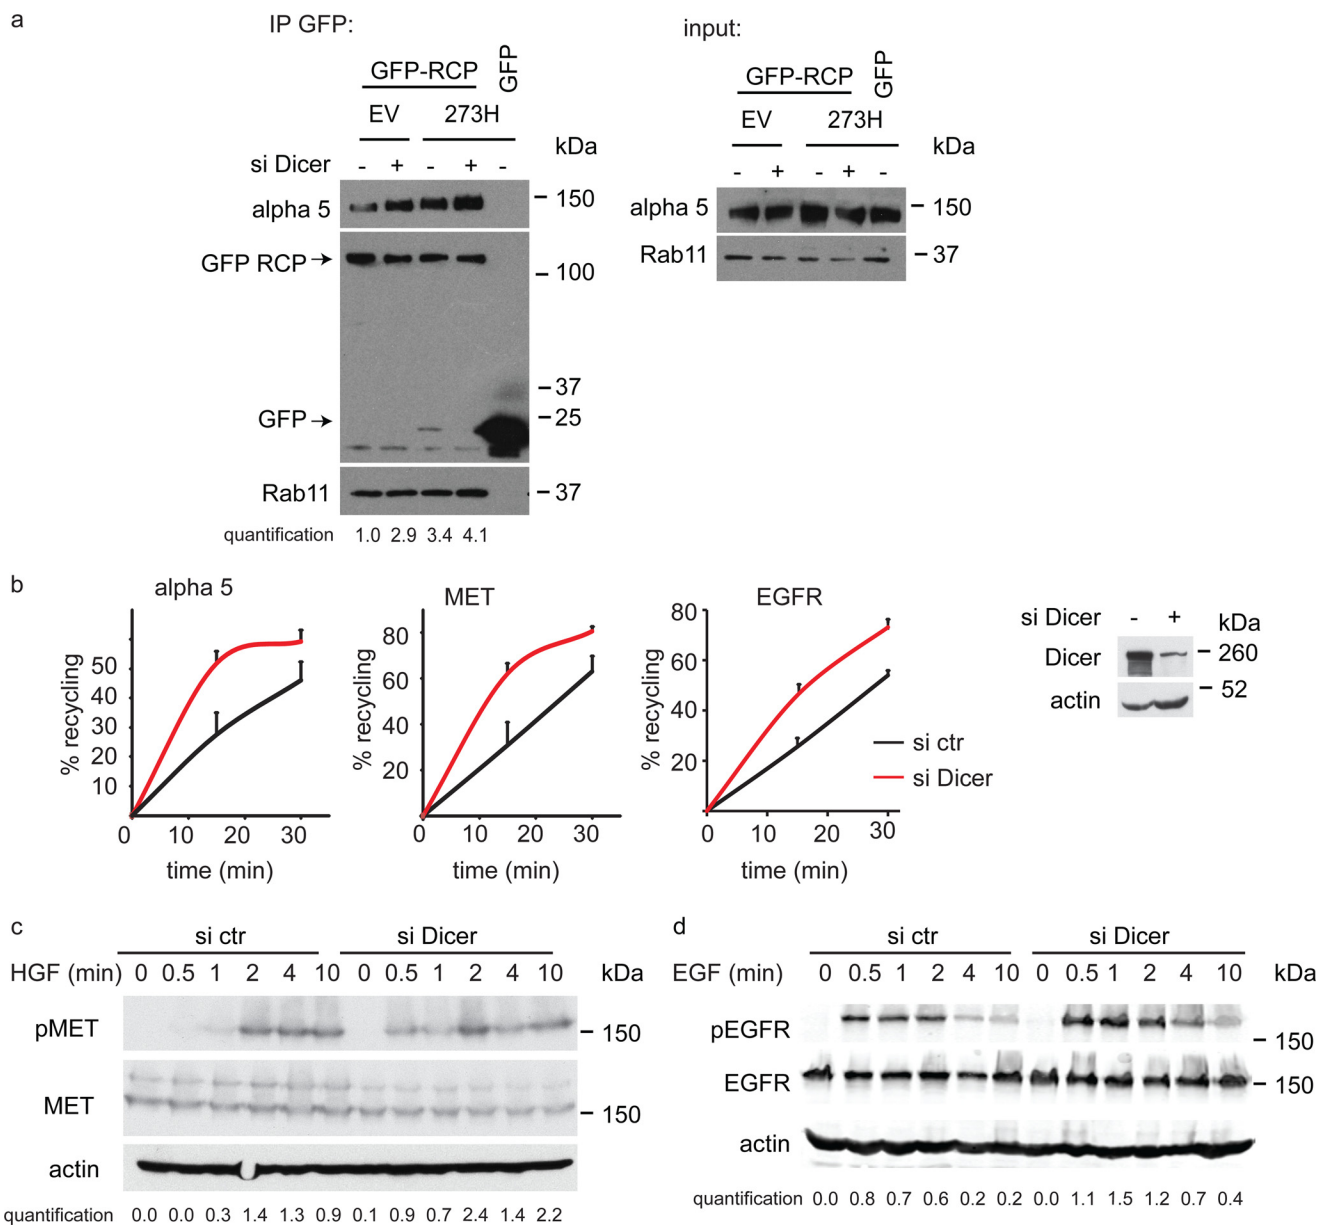 a
IP GFP:
GFP-RCP GFP
EV 273H
kDa
si Dicer - + - + -
alpha 5
150
GFP RCP
100
37
GFP
25
Rab11
37
quantification 1.0 2.9 3.4 4.1
input:
GFP-RCP GFP
EV 273H
kDa
- + - + -
alpha 5 150
Rab11 37
b
alpha 5
% recycling
50
40
30
20
10
0 10 20 30
time (min)
MET
% recycling
80
60
40
20
0 10 20 30
time (min)
EGFR
% recycling
80
60
40
20
0 10 20 30
time (min)
si ctr
si Dicer
si Dicer - + kDa
Dicer 260
52
actin
c
si ctr si Dicer
HGF (min) 0 0.5 1 2 4 10 0 0.5 1 2 4 10 kDa
pMET 150
MET 150
actin
quantification 0.0 0.0 0.3 1.4 1.3 0.9 0.1 0.9 0.7 2.4 1.4 2.2
d
si ctr si Dicer
EGF (min) 0 0.5 1 2 4 10 0 0.5 1 2 4 10 kDa
pEGFR 150
EGFR 150
actin
quantification 0.0 0.8 0.7 0.6 0.2 0.2 0.0 1.1 1.5 1.2 0.7 0.4